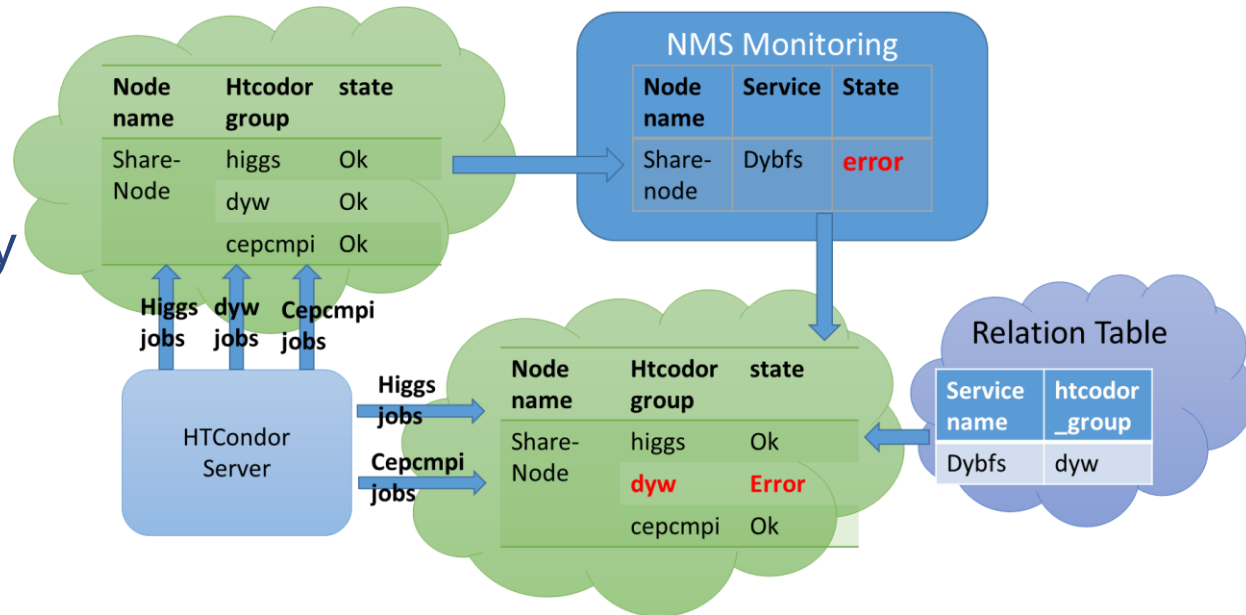 Node name Htcodor group state
Share-Node higgs Ok
dyw Ok
cepcmpi Ok
NMS Monitoring
Node name Service State
Share-node Dybfs error
y
Higgs jobs dyw jobs Cepcmpi jobs
HTCondor Server
Higgs jobs
Cepcmpi jobs
Node name Htcodor group state
Share-Node higgs Ok
dyw Error
cepcmpi Ok
Relation Table
Service name htcodor_group
Dybfs dyw